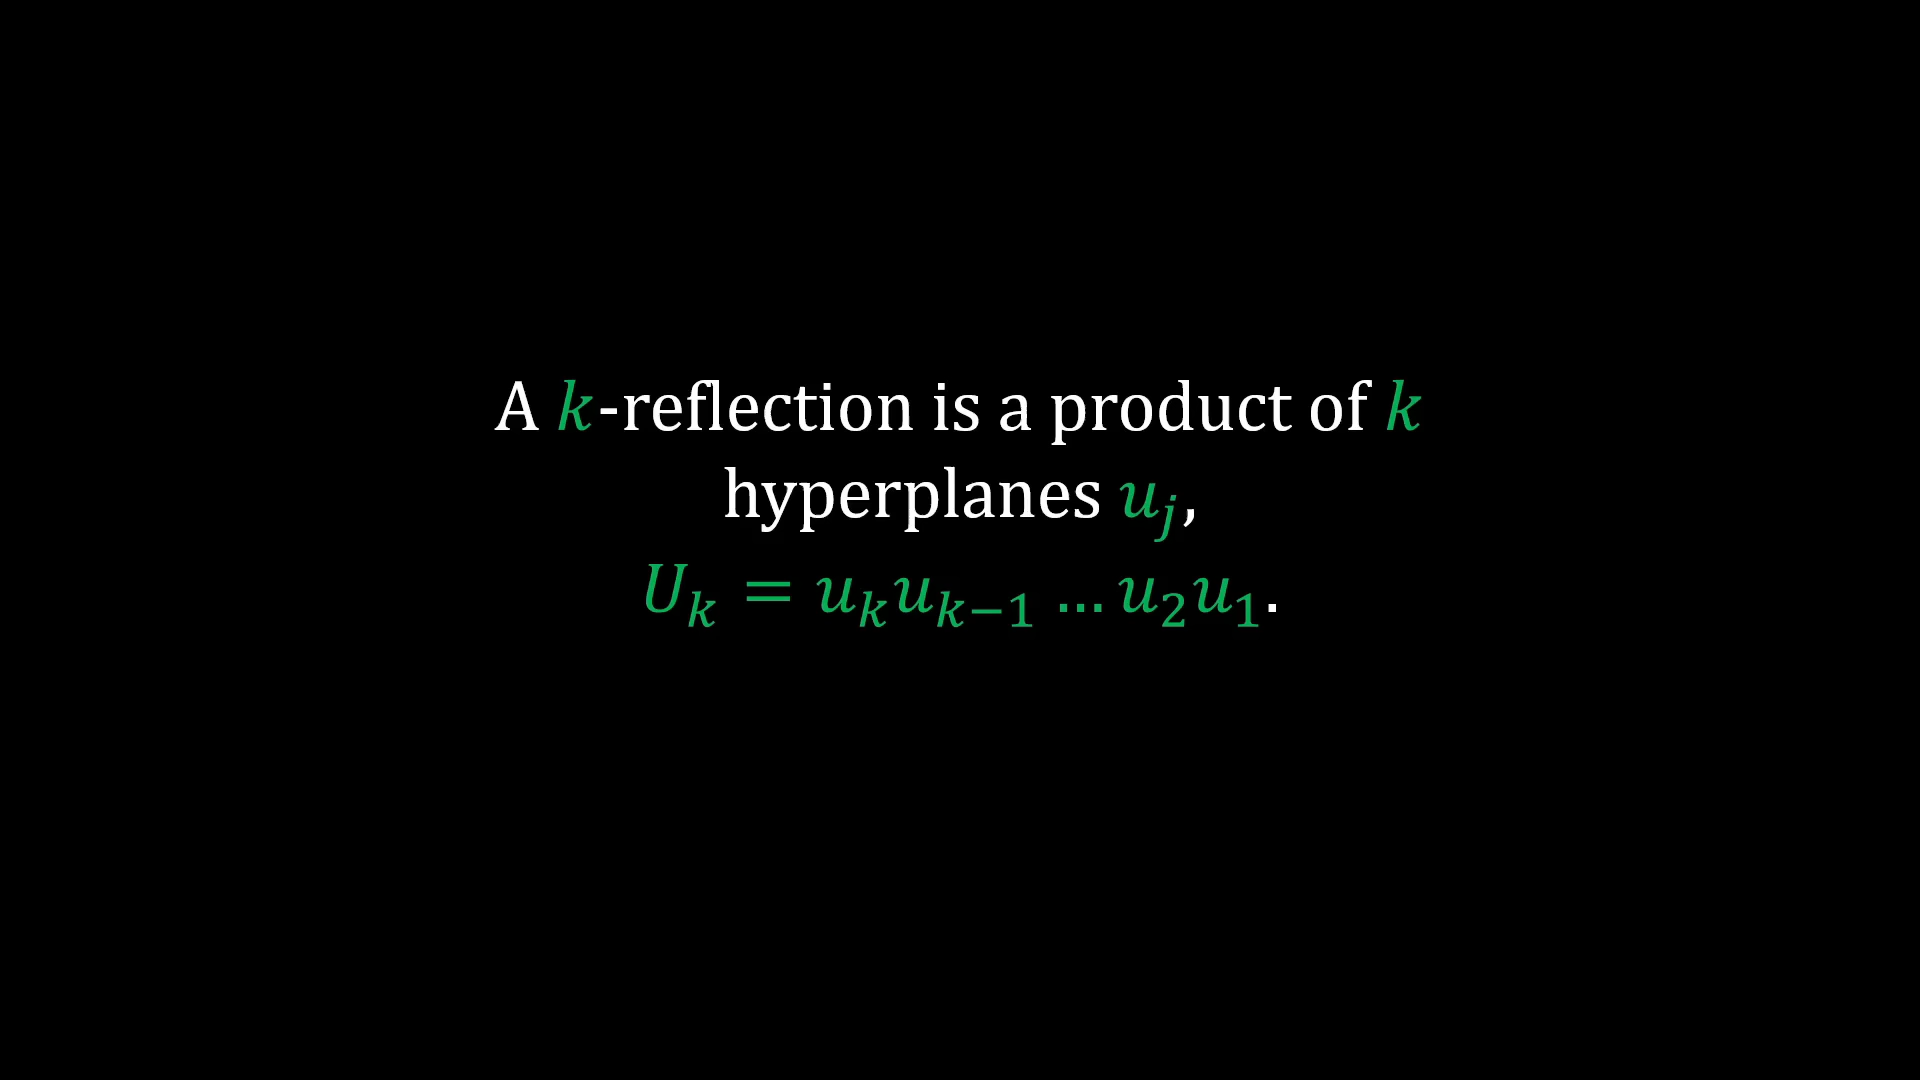 A k-reflection is a product of k
hyperplanes u_j,
U_k = u_k u_{k−1} … u_2 u_1.